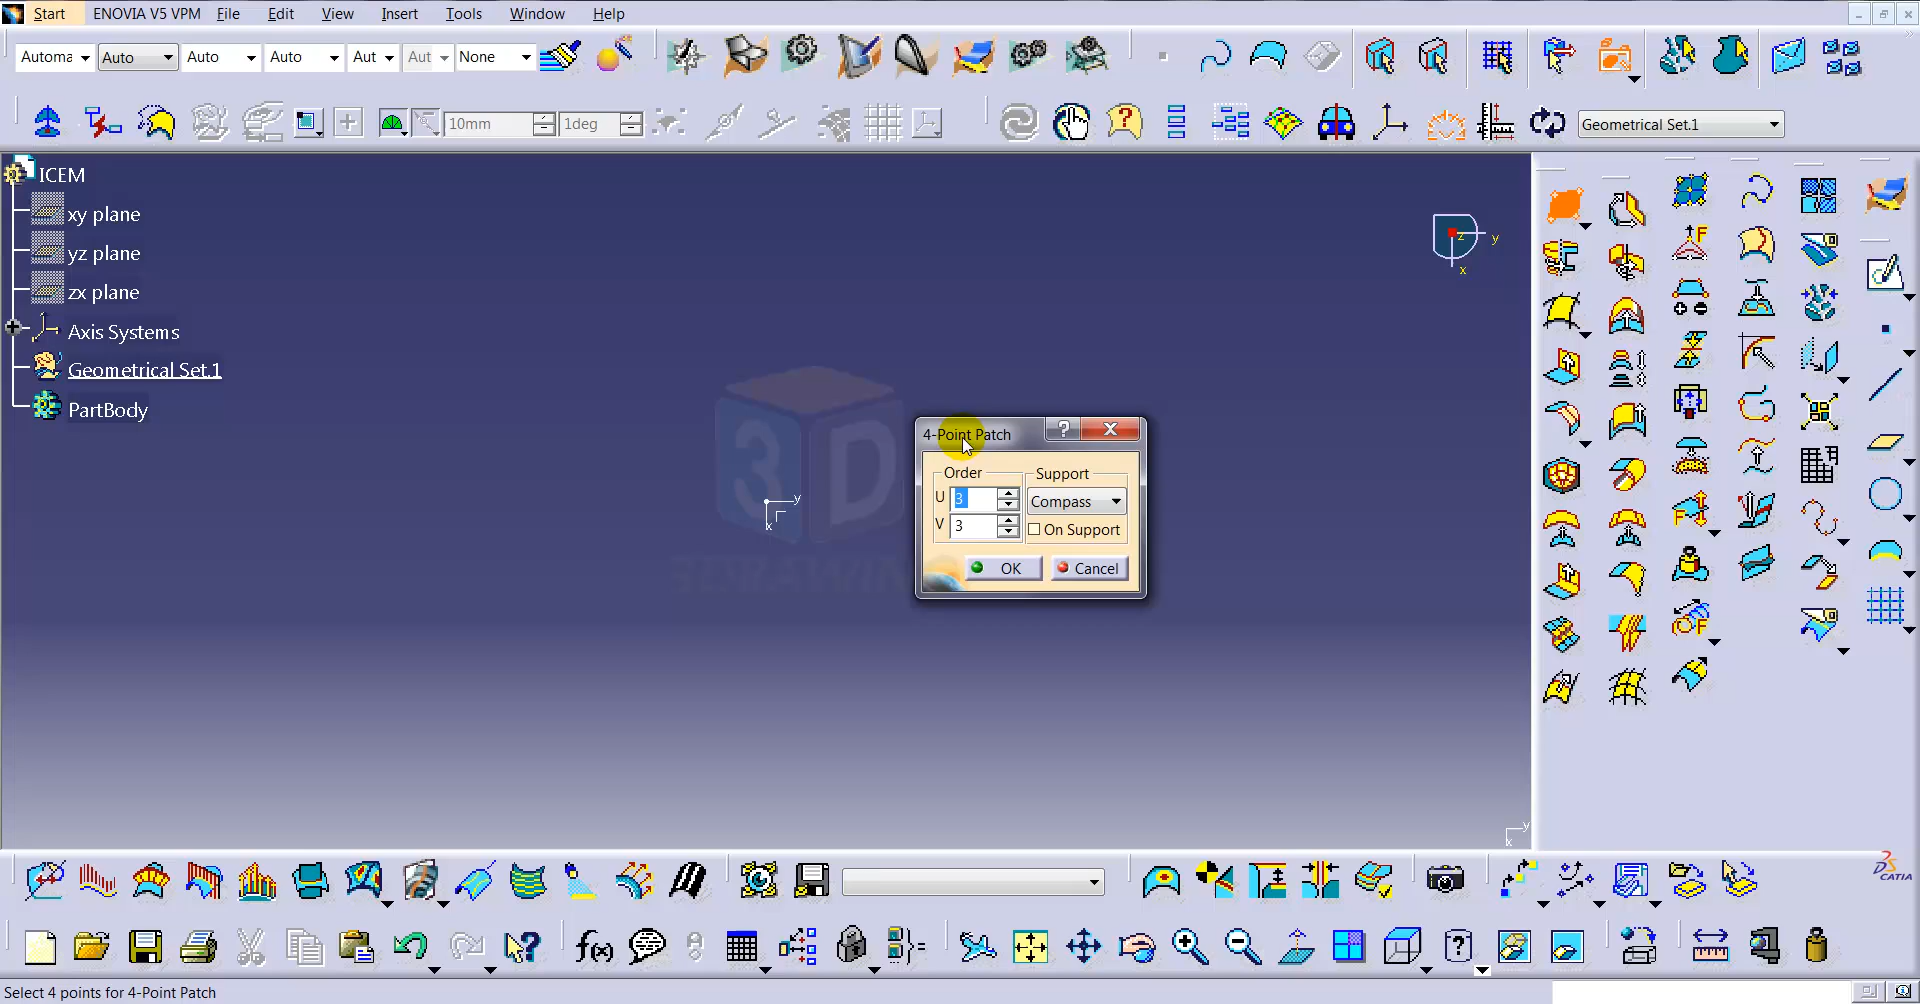 Start ENOVIA V5 VPM File Edit View Insert Tools Window Help
Automa Auto Auto Auto Aut Aut None
10mm 1deg Geometrical Set.1
ICEM
xy plane
yz plane
zx plane
Axis Systems
Geometrical Set.1
PartBody
z y
x
3D
y
x
4-Point Patch ?
Order Support
U 3 Compass
V 3 On Support
OK Cancel
y
x
CATIA
f(x)
Select 4 points for 4-Point Patch